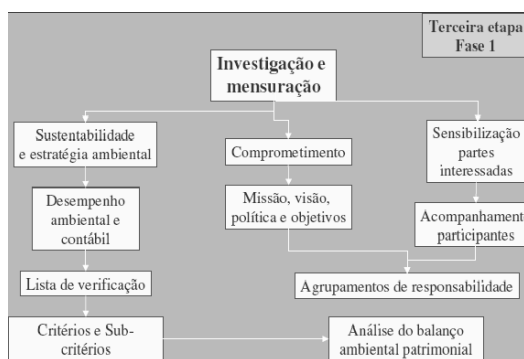 Terceira etapa
Fase 1
Investigação e
mensuração
Sustentabilidade
e estratégia ambiental
Comprometimento
Sensibilização
partes
interessadas
Desempenho
ambiental e
contábil
Missão, visão,
política e objetivos
Acompanhamento
participantes
Lista de verificação
Agrupamentos de responsabilidade
Critérios e Sub-
critérios
Análise do balanço
ambiental patrimonial